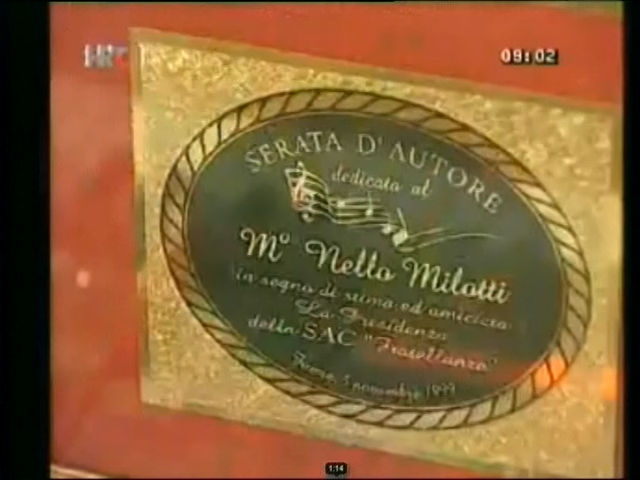 HRT
09:02
SERATA D'AUTORE
dedicata al
M° Nello Milotti
in segno di stima ed amicizia
La Presidenza
della SAC "Fratellanza"
Fiume, 5 novembre 1999
1:14